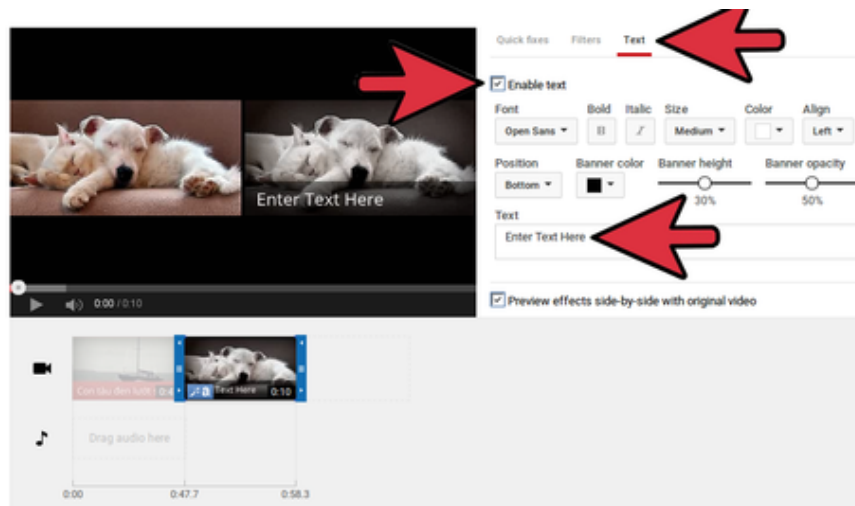 Quick fixes Filters Text
Enable text
Font Bold Italic Size Color Align
Open Sans B I Medium Left
Position Banner color Banner height Banner opacity
Bottom
30% 50%
Text
Enter Text Here
Enter Text Here
0:00 / 0:10
Preview effects side-by-side with original video
Text Here 0:10
Drag audio here
0:00 0:47.7 0:58.3